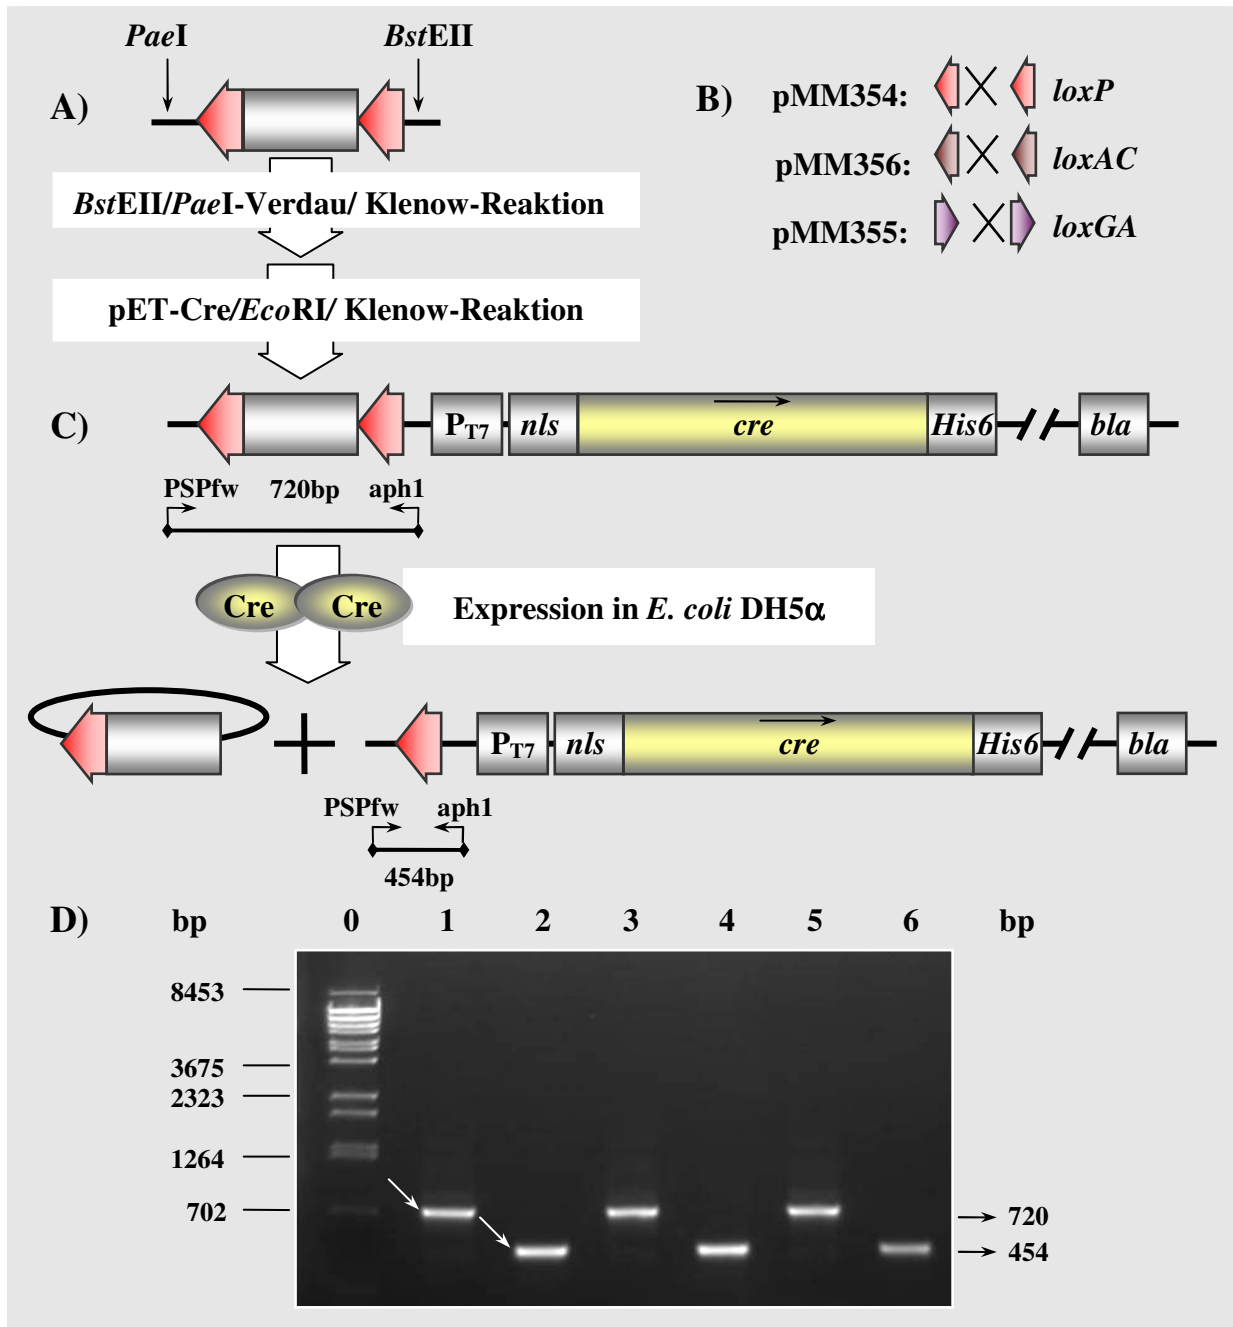 PaeI BstEII
A)
BstEII/PaeI-Verdau/ Klenow-Reaktion
pET-Cre/EcoRI/ Klenow-Reaktion
B)
pMM354: loxP
pMM356: loxAC
pMM355: loxGA
C)
PT7 nls cre His6 bla
PSPfw 720bp aph1
Cre Cre
Expression in E. coli DH5α
PT7 nls cre His6 bla
PSPfw aph1
454bp
D) bp 0 1 2 3 4 5 6 bp
8453
3675
2323
1264
702
720
454